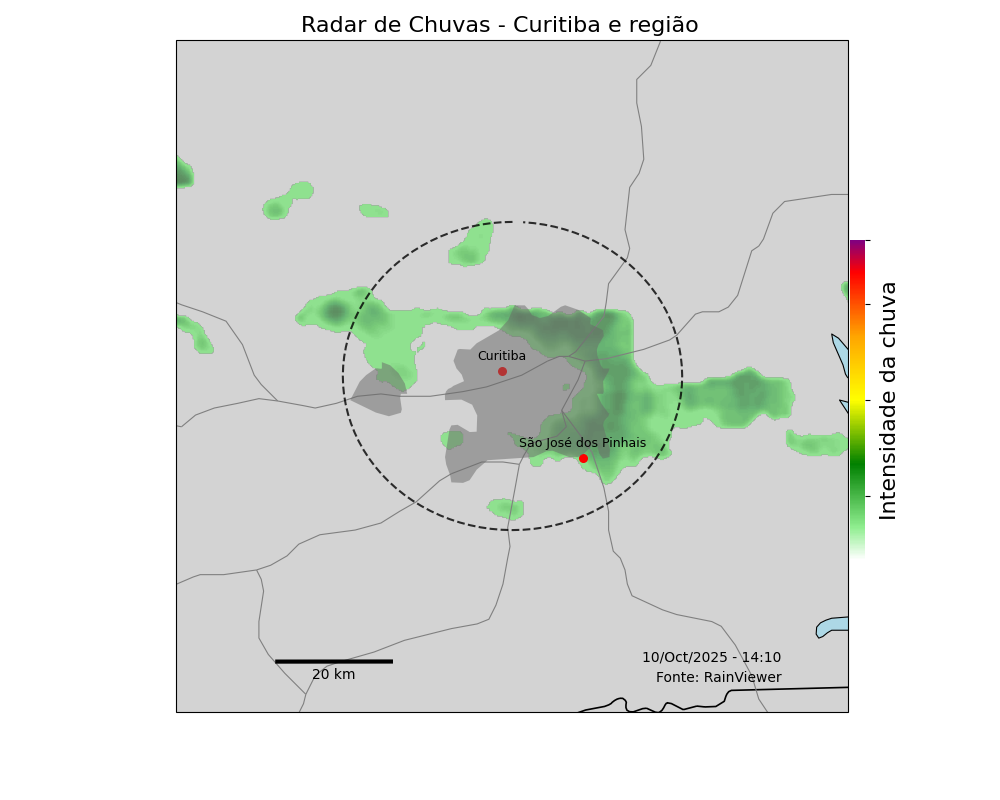 Radar de Chuvas - Curitiba e região
Curitiba
São José dos Pinhais
Intensidade da chuva
10/Oct/2025 - 14:10
Fonte: RainViewer
20 km